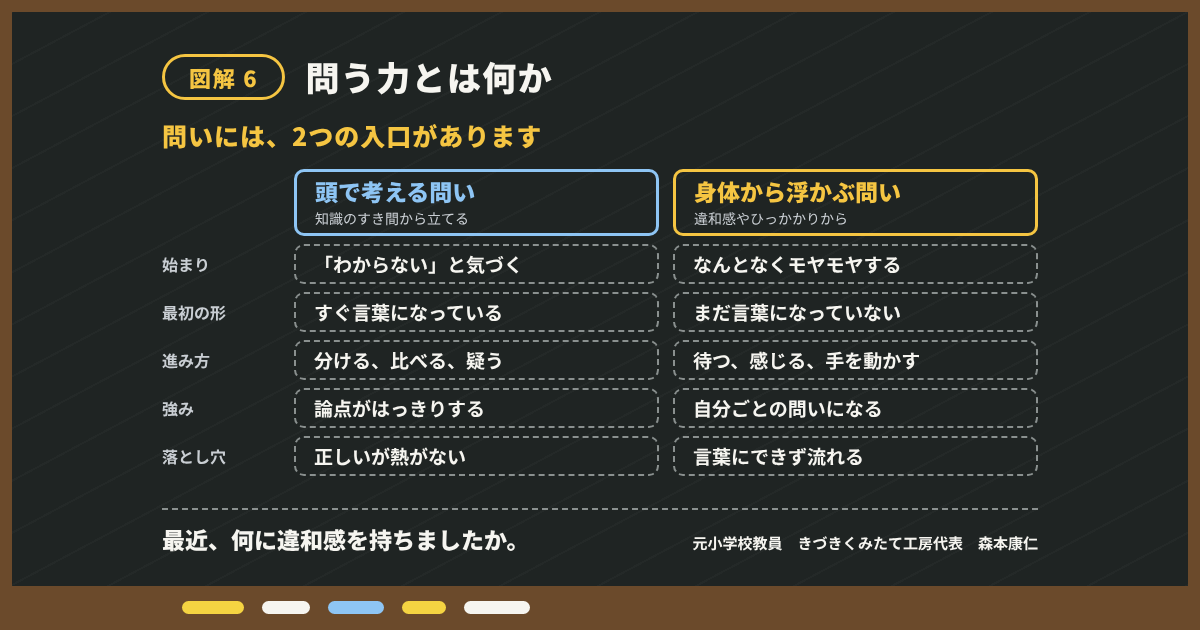 図解 6
問う力とは何か
問いには、2つの入口があります
頭で考える問い
知識のすき間から立てる
身体から浮かぶ問い
違和感やひっかかりから
始まり
「わからない」と気づく
なんとなくモヤモヤする
最初の形
すぐ言葉になっている
まだ言葉になっていない
進み方
分ける、比べる、疑う
待つ、感じる、手を動かす
強み
論点がはっきりする
自分ごとの問いになる
落とし穴
正しいが熱がない
言葉にできず流れる
最近、何に違和感を持ちましたか。
元小学校教員　きづきくみたて工房代表　森本康仁